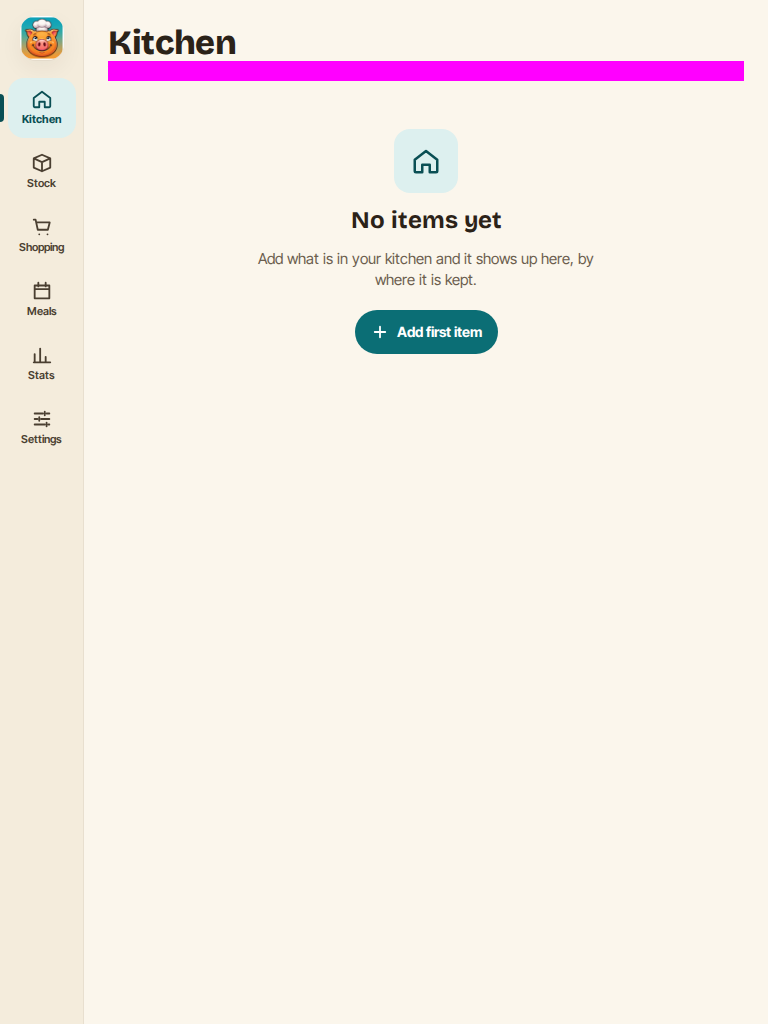 Kitchen
Kitchen
Stock
Shopping
Meals
Stats
Settings
No items yet
Add what is in your kitchen and it shows up here, by
where it is kept.
Add first item